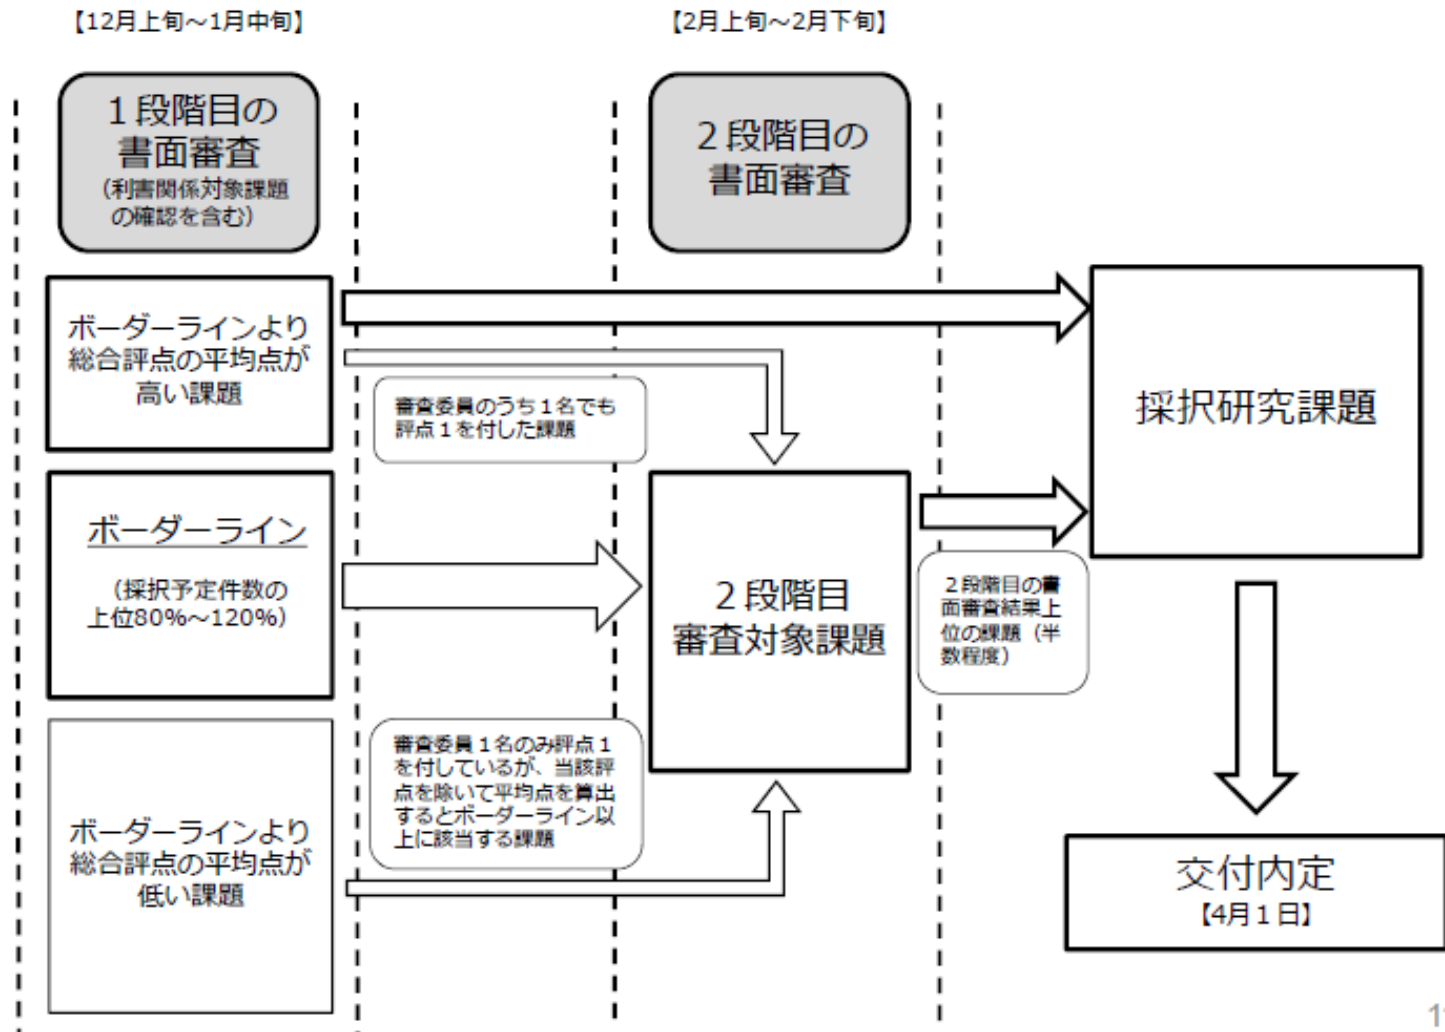 【12月上旬～1月中旬】
【2月上旬～2月下旬】
１段階目の
書面審査
（利害関係対象課題
の確認を含む）
２段階目の
書面審査
ボーダーラインより
総合評点の平均点が
高い課題
審査委員のうち１名でも
評点１を付した課題
採択研究課題
ボーダーライン
（採択予定件数の
上位80%～120%）
２段階目
審査対象課題
２段階目の書
面審査結果上
位の課題（半
数程度）
審査委員１名のみ評点１
を付しているが、当該評
点を除いて平均点を算出
するとボーダーライン以
上に該当する課題
ボーダーラインより
総合評点の平均点が
低い課題
交付内定
【4月１日】